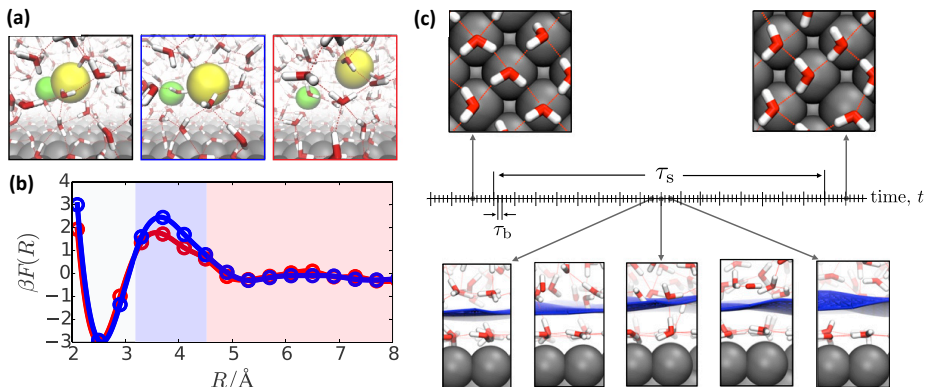 (a)
(b)
4
3
2
1
0
−1
−2
−3
βF(R)
2 3 4 5 6 7 8
R/Å
(c)
τs
time, t
τb